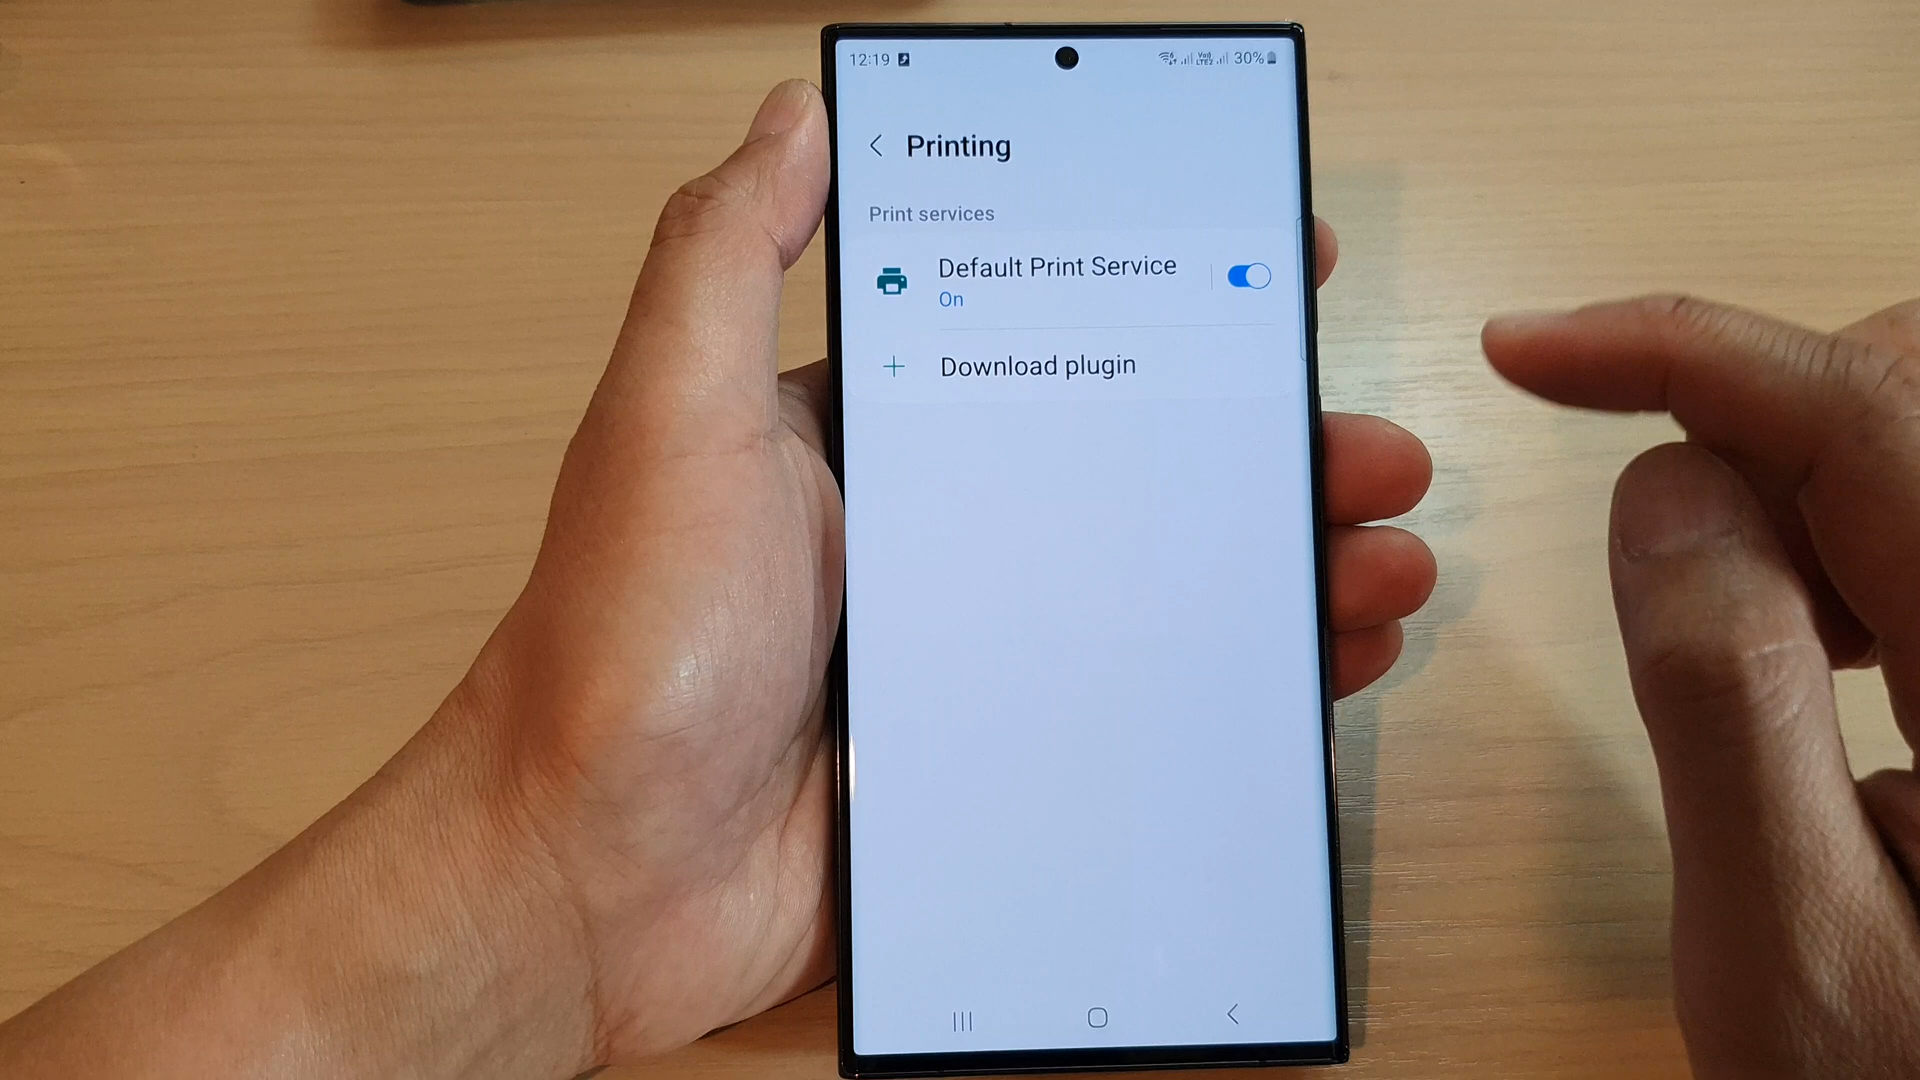 12:19 30%
Printing
Print services
Default Print Service
On
Download plugin